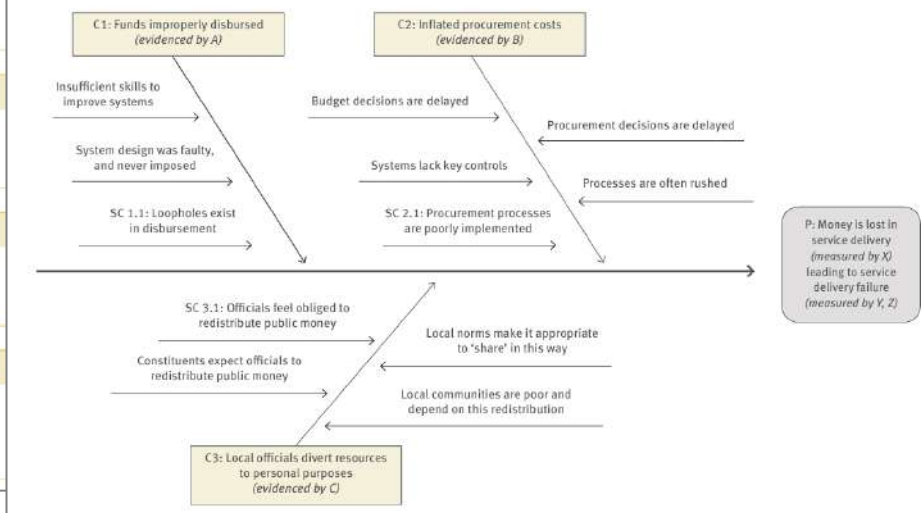 C1: Funds improperly disbursed
(evidenced by A)
C2: Inflated procurement costs
(evidenced by B)
Insufficient skills to
improve systems
System design was faulty,
and never imposed
SC 1.1: Loopholes exist
in disbursement
Budget decisions are delayed
Systems lack key controls
SC 2.1: Procurement processes
are poorly implemented
Procurement decisions are delayed
Processes are often rushed
P: Money is lost in
service delivery
(measured by X)
leading to service
delivery failure
(measured by Y, Z)
SC 3.1: Officials feel obliged to
redistribute public money
Constituents expect officials to
redistribute public money
Local norms make it appropriate
to ‘share’ in this way
Local communities are poor and
depend on this redistribution
C3: Local officials divert resources
to personal purposes
(evidenced by C)